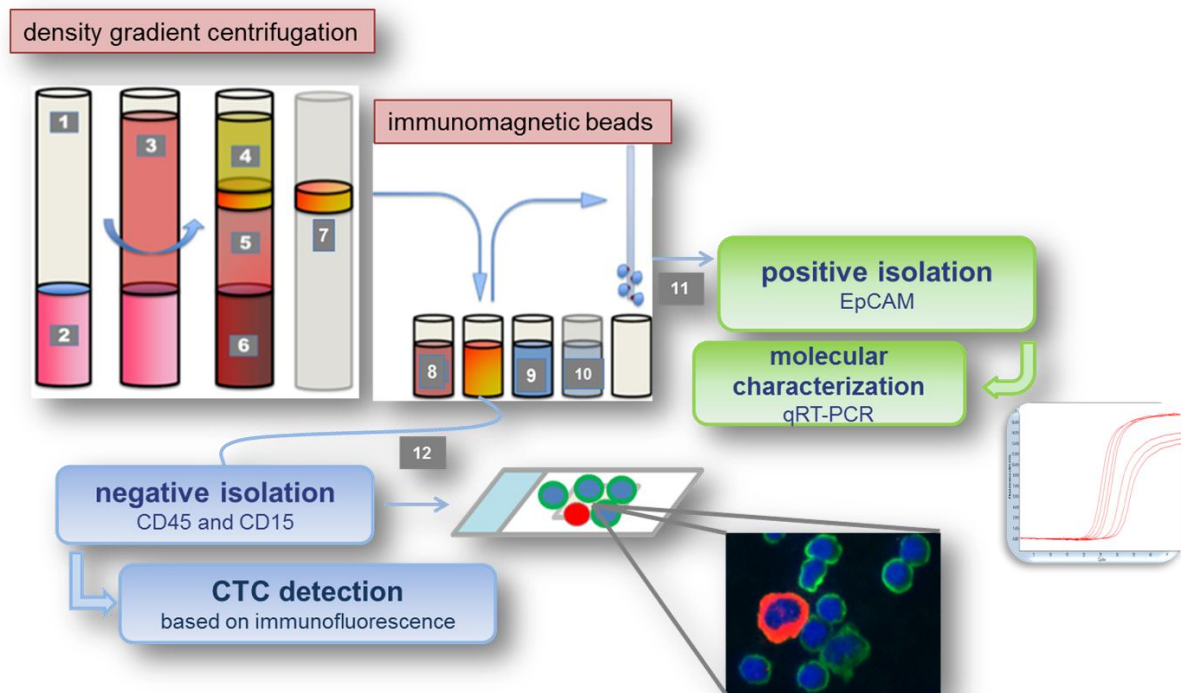 density gradient centrifugation
1
2
3
4
5
6
7
immunomagnetic beads
8
9
10
11
positive isolation
EpCAM
molecular
characterization
qRT-PCR
12
negative isolation
CD45 and CD15
CTC detection
based on immunofluorescence